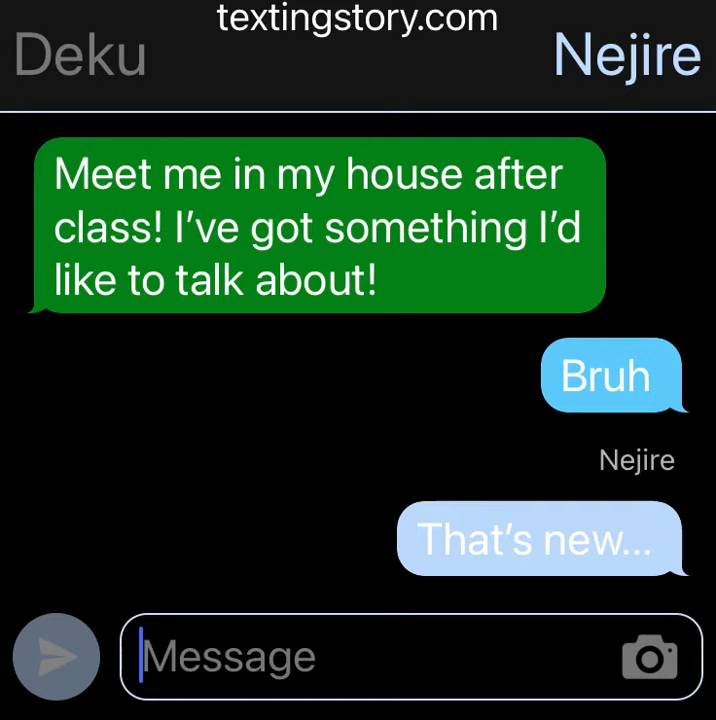 textingstory.com
Deku
Nejire
Meet me in my house after
class! I’ve got something I’d
like to talk about!
Bruh
Nejire
That’s new...
Message